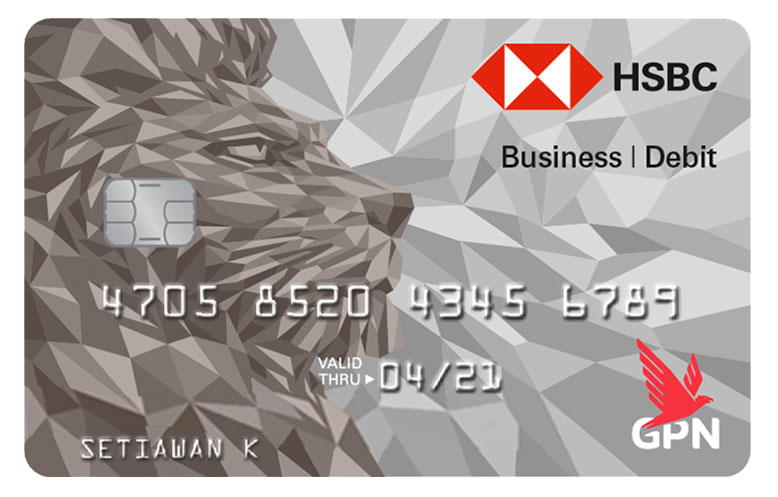 HSBC
Business | Debit
4705 8520 4345 6789
VALID
THRU ▸ 04/21
GPN
SETIAWAN K